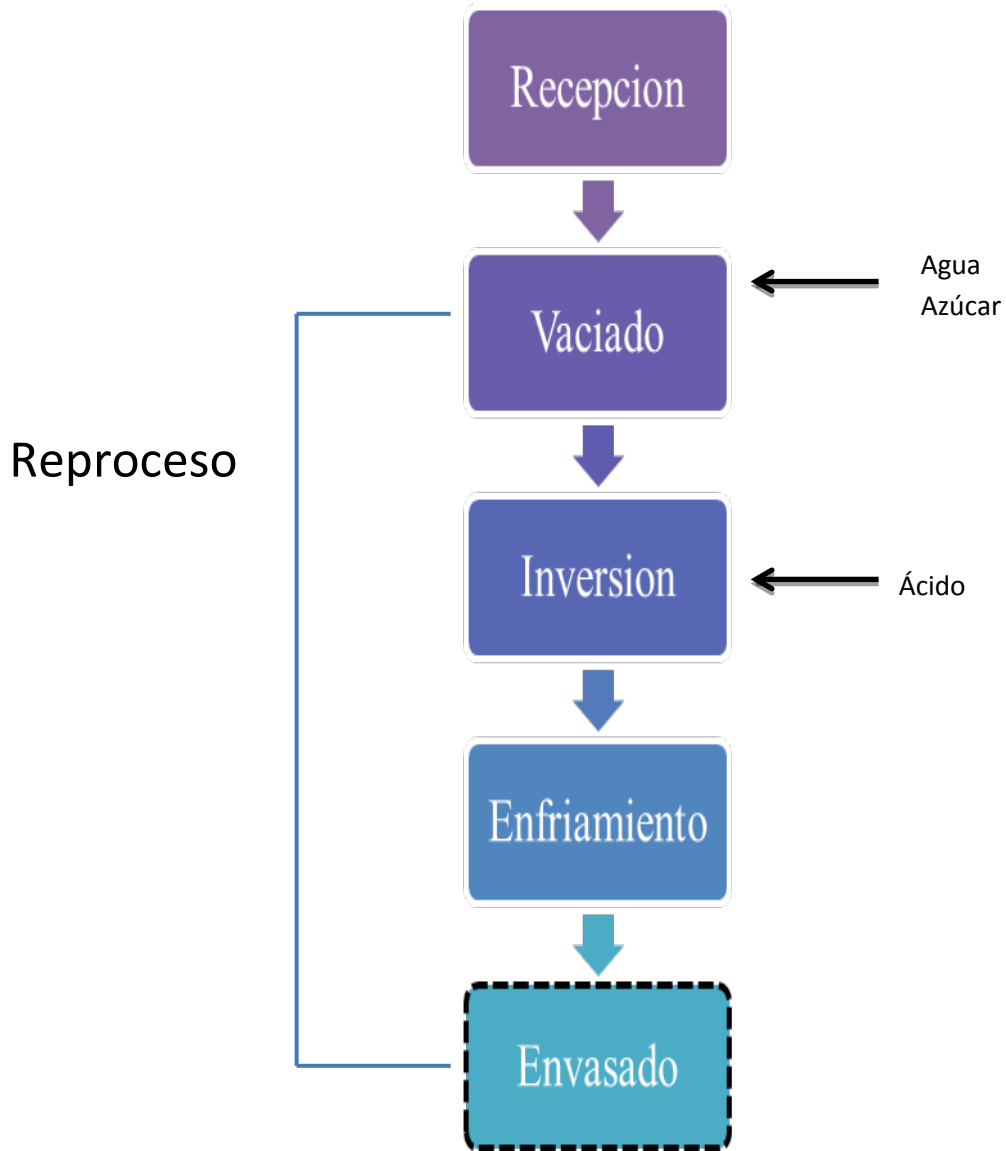 Recepcion
Agua
Azúcar
Vaciado
Reproceso
Inversion
Ácido
Enfriamiento
Envasado